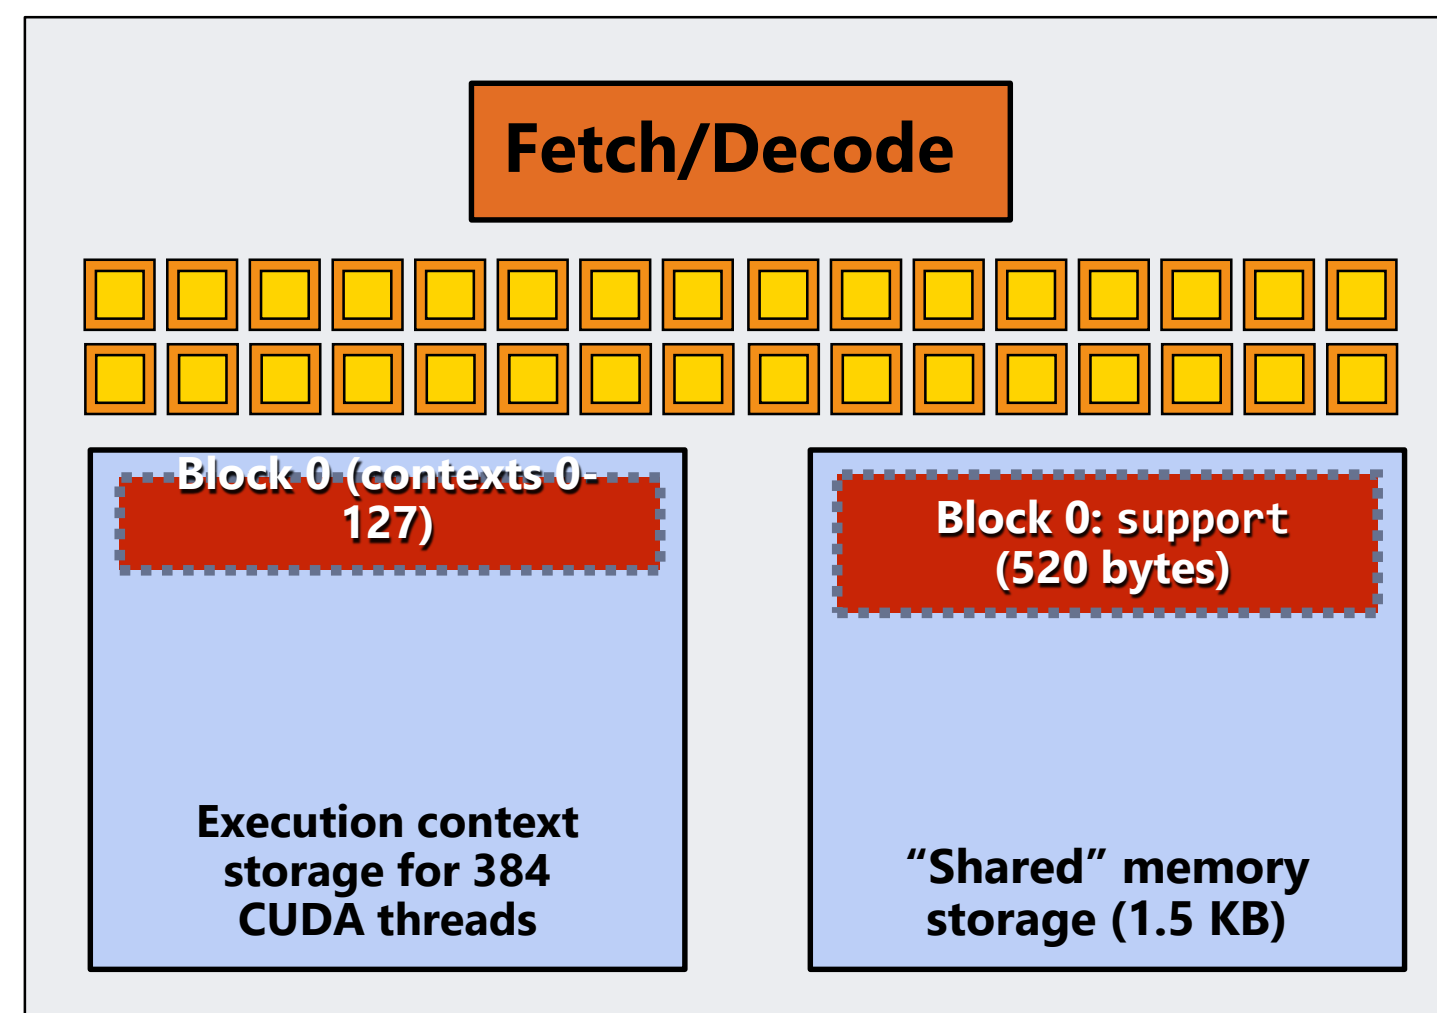 Fetch/Decode
Block 0 (contexts 0-
127)
Block 0: support
(520 bytes)
Execution context
storage for 384
CUDA threads
“Shared” memory
storage (1.5 KB)